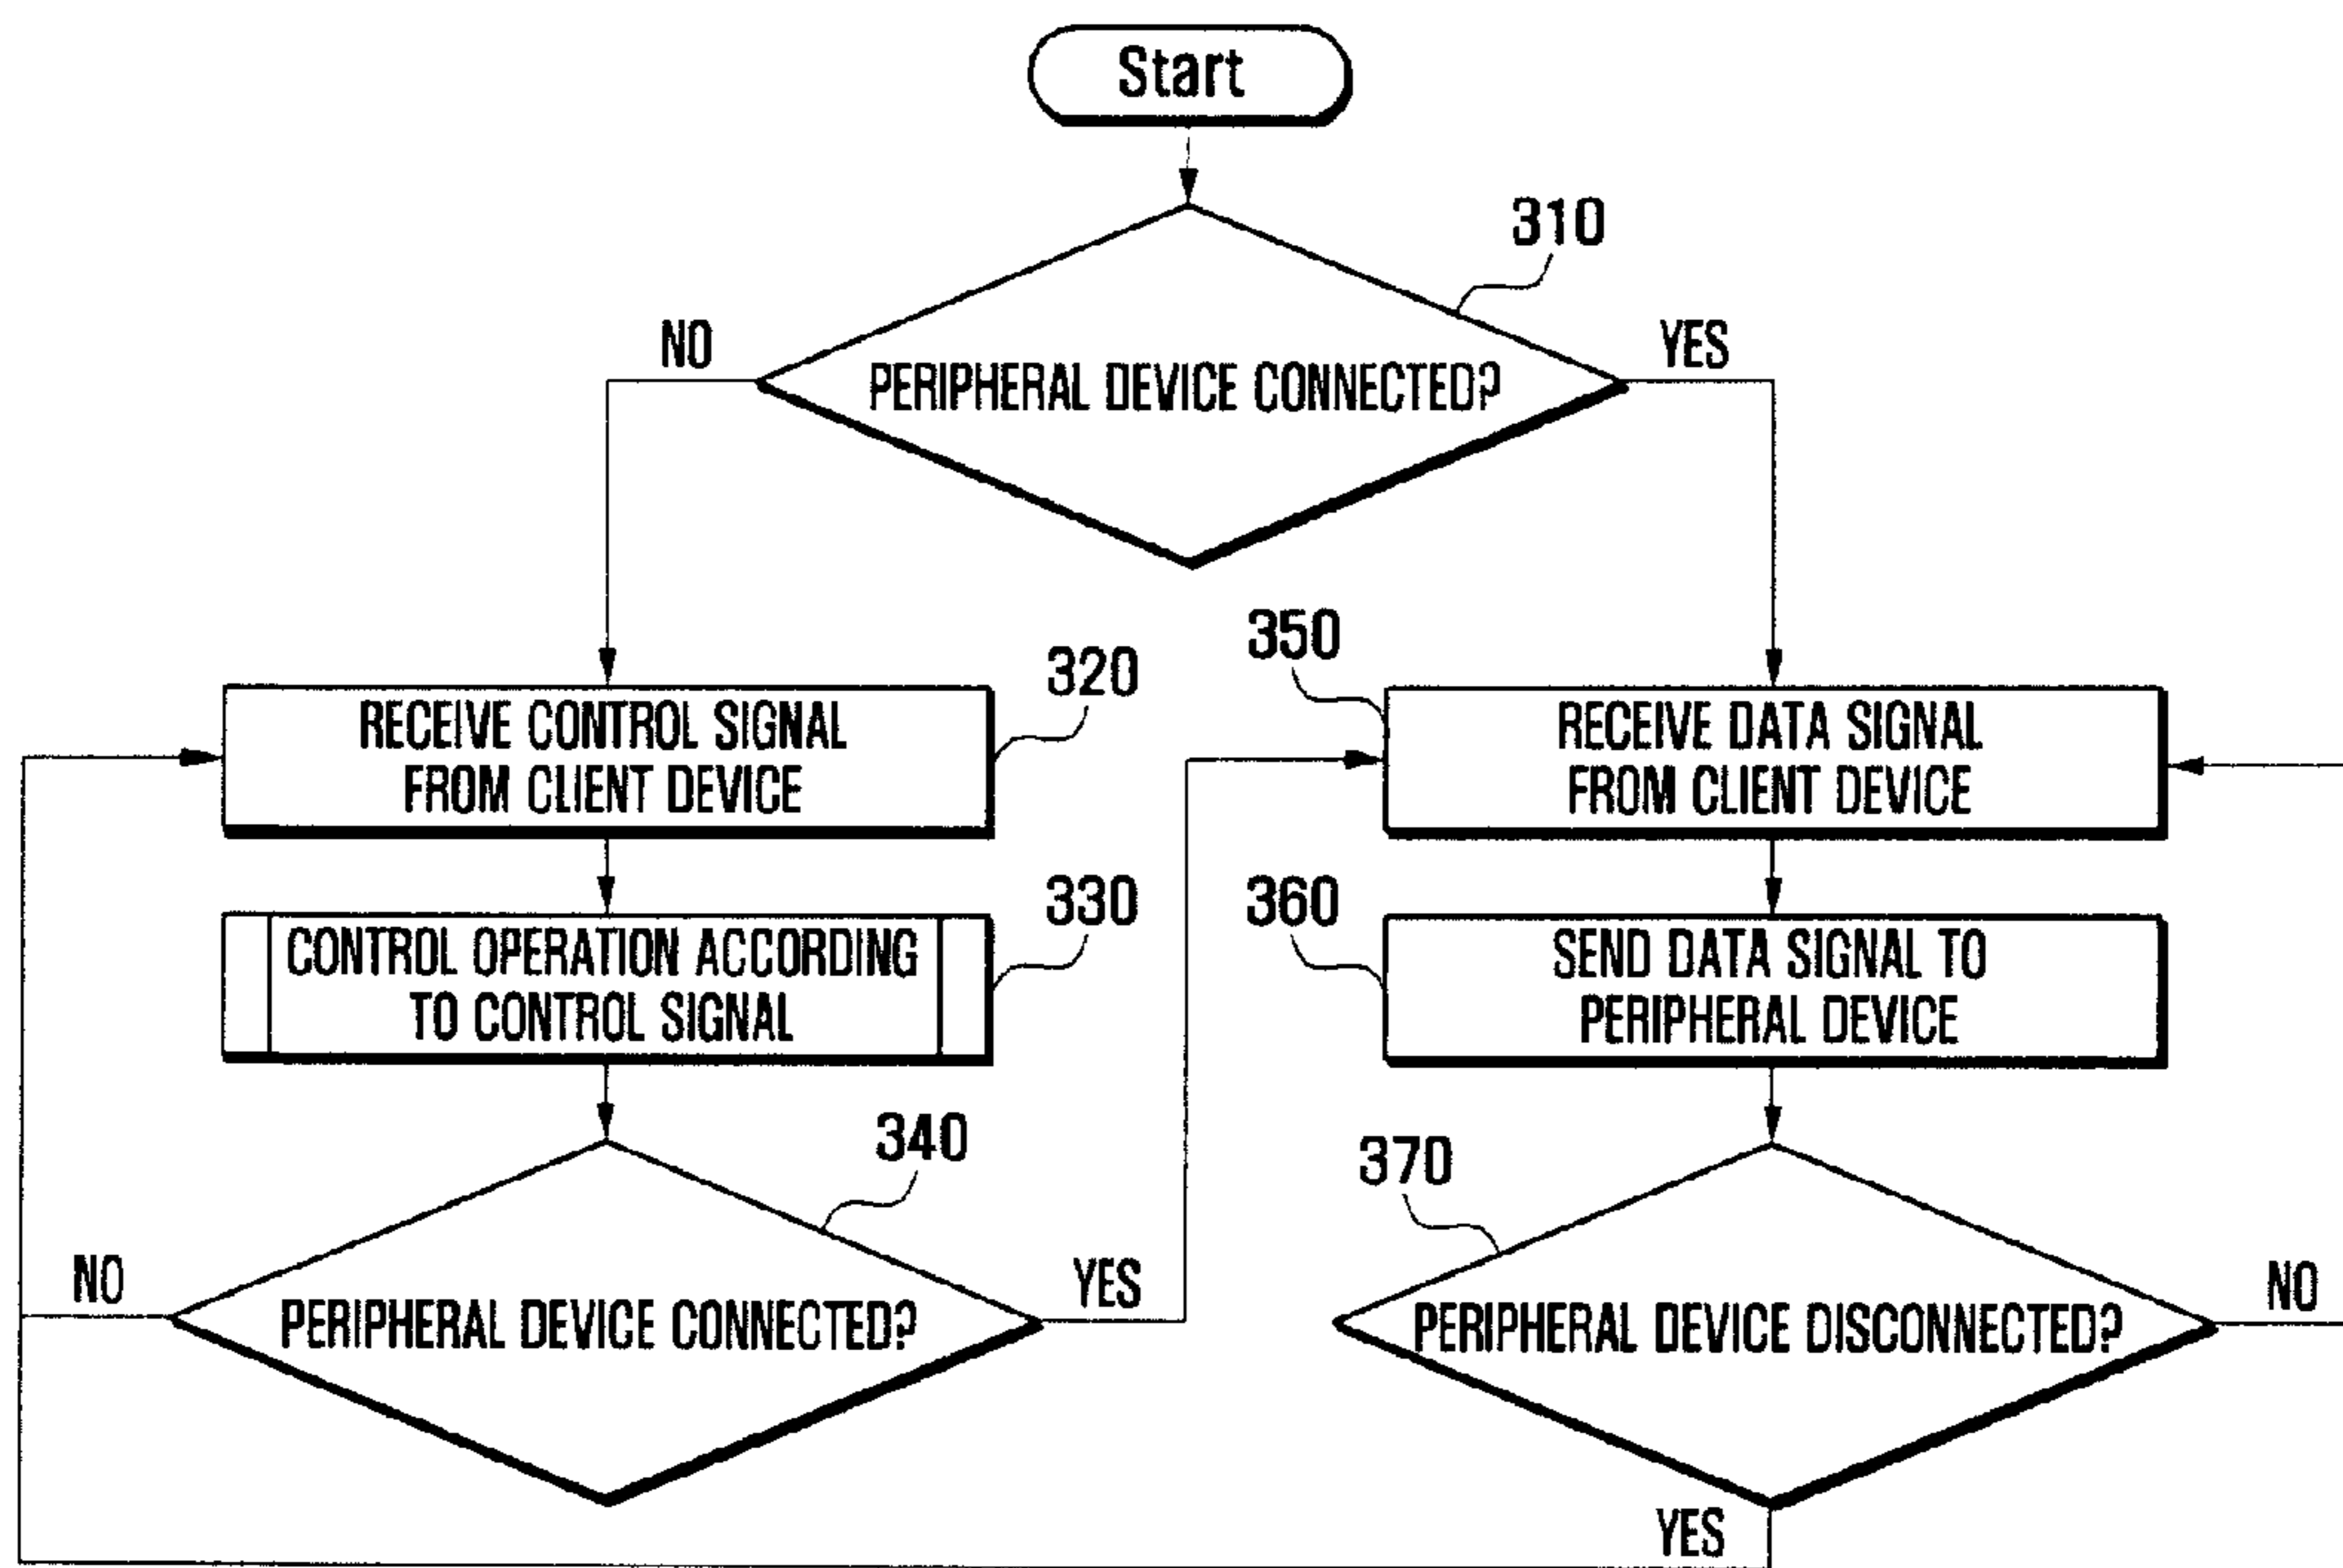 Start
310
NO
YES
PERIPHERAL DEVICE CONNECTED?
350
320
RECEIVE CONTROL SIGNAL
FROM CLIENT DEVICE
RECEIVE DATA SIGNAL
FROM CLIENT DEVICE
330
360
CONTROL OPERATION ACCORDING
TO CONTROL SIGNAL
SEND DATA SIGNAL TO
PERIPHERAL DEVICE
340
370
NO
YES
NO
PERIPHERAL DEVICE CONNECTED?
PERIPHERAL DEVICE DISCONNECTED?
YES